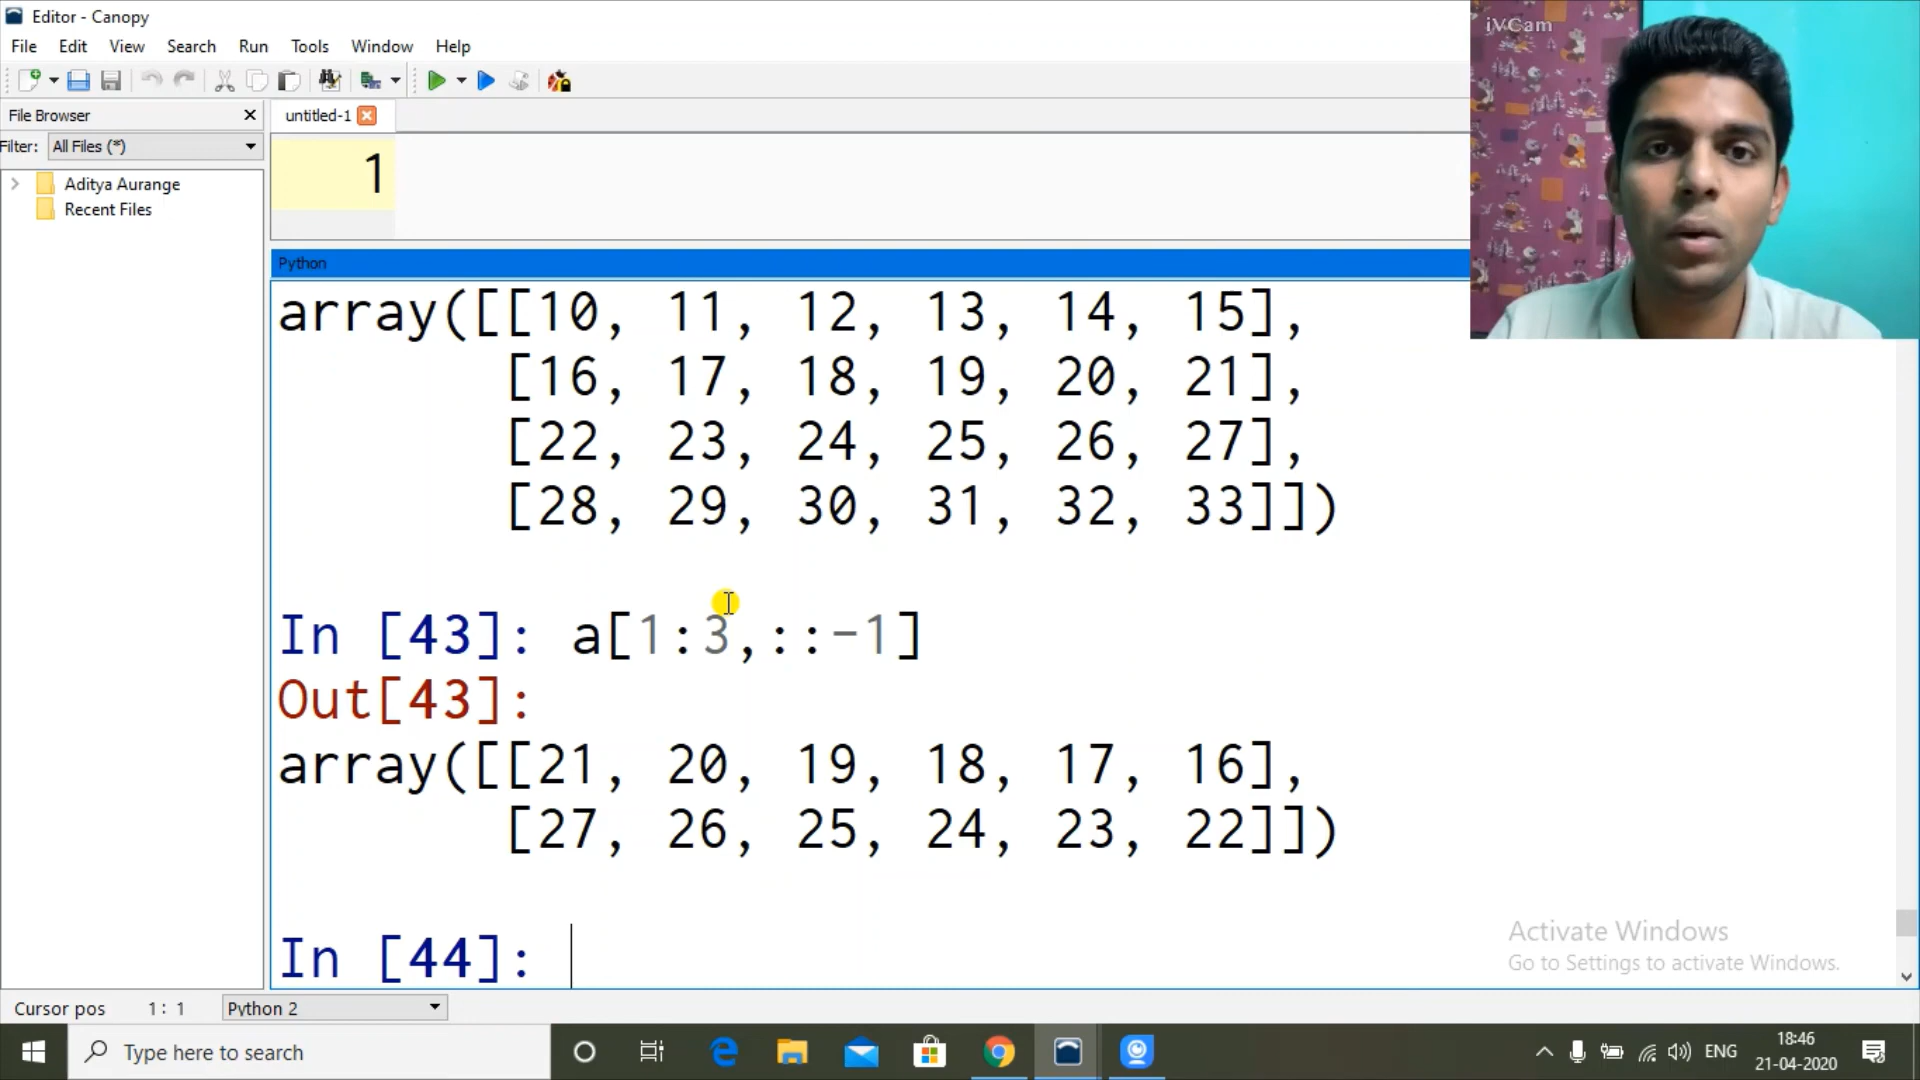 Editor - Canopy
iVCam
File Edit View Search Run Tools Window Help
File Browser
untitled-1
Filter: All Files (*)
1
Aditya Aurange
Recent Files
Python
array([[10, 11, 12, 13, 14, 15],
[16, 17, 18, 19, 20, 21],
[22, 23, 24, 25, 26, 27],
[28, 29, 30, 31, 32, 33]])
In [43]: a[1:3,::-1]
Out[43]:
array([[21, 20, 19, 18, 17, 16],
[27, 26, 25, 24, 23, 22]])
In [44]:
Activate Windows
Go to Settings to activate Windows.
Cursor pos 1: 1 Python 2
Type here to search
ENG
18:46
21-04-2020